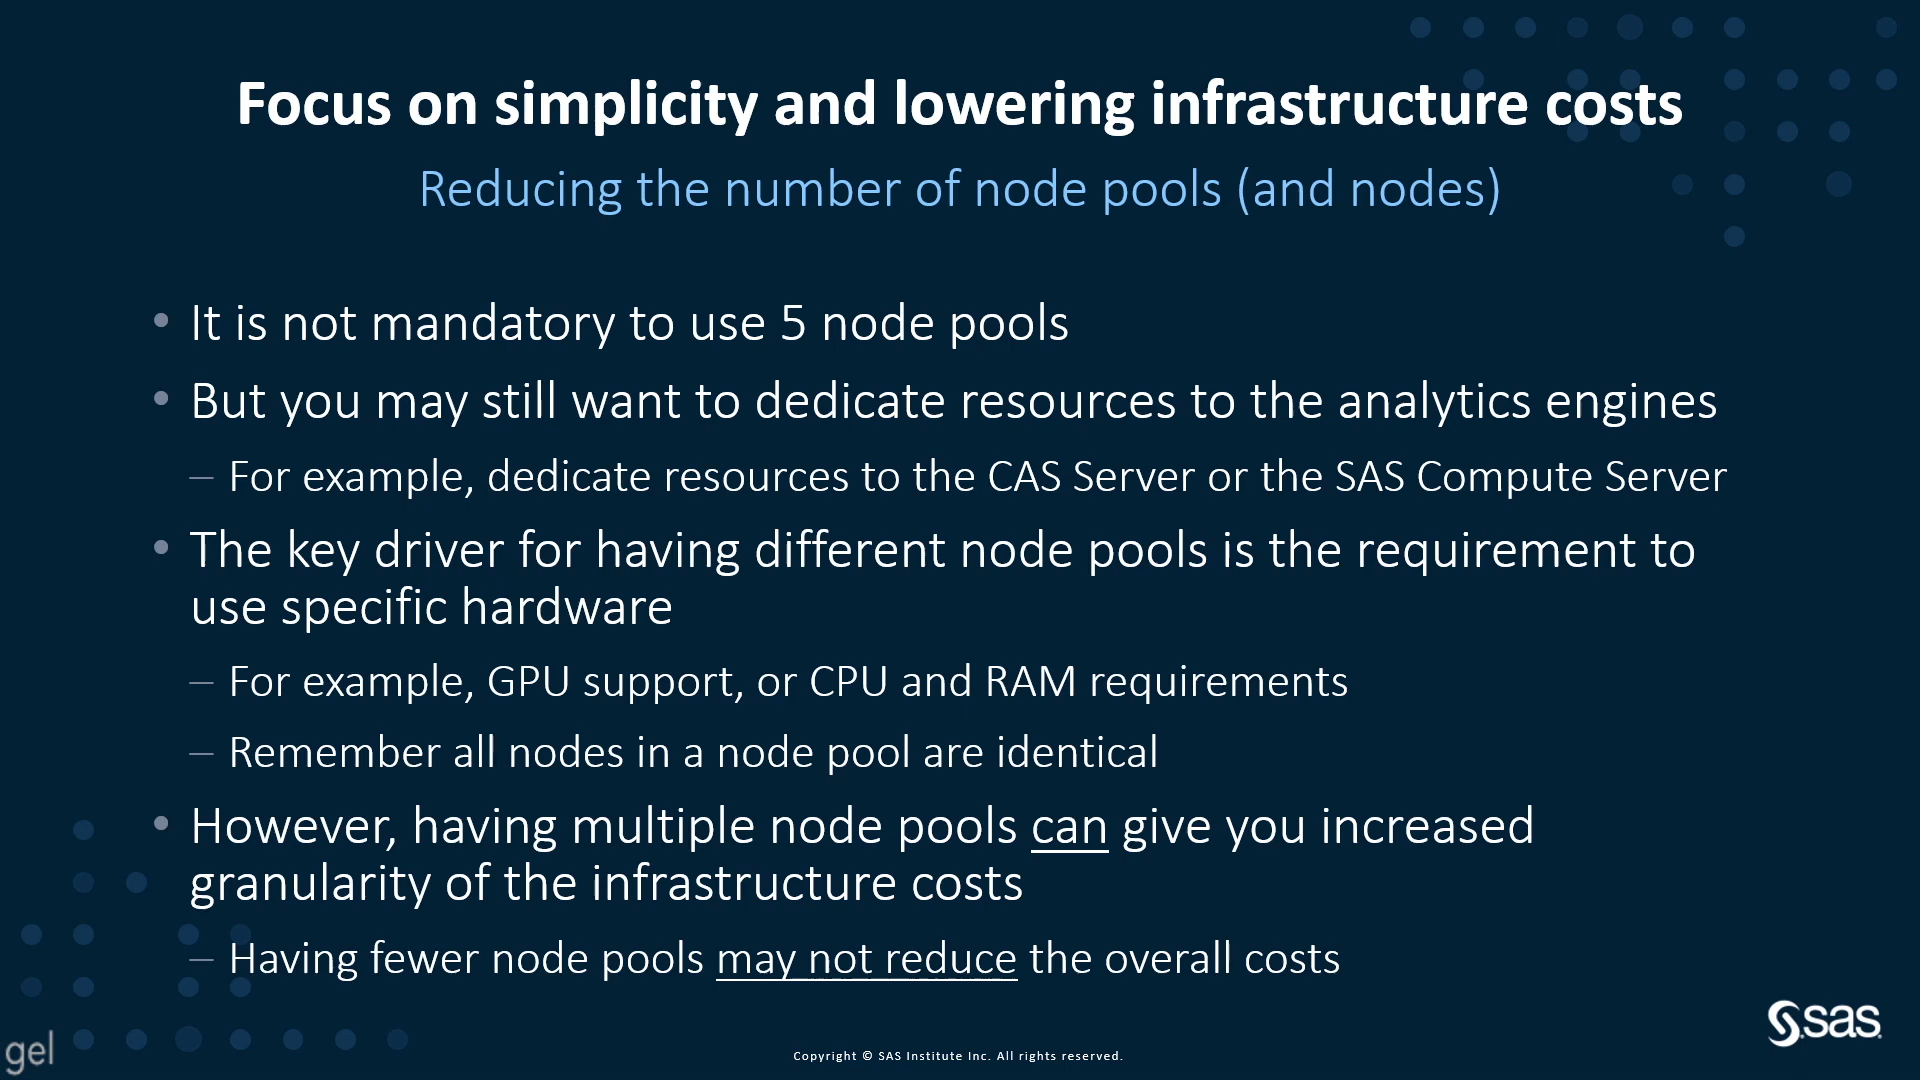 Focus on simplicity and lowering infrastructure costs
Reducing the number of node pools (and nodes)
• It is not mandatory to use 5 node pools
• But you may still want to dedicate resources to the analytics engines
– For example, dedicate resources to the CAS Server or the SAS Compute Server
• The key driver for having different node pools is the requirement to
use specific hardware
– For example, GPU support, or CPU and RAM requirements
– Remember all nodes in a node pool are identical
• However, having multiple node pools can give you increased
granularity of the infrastructure costs
– Having fewer node pools may not reduce the overall costs
sas
gel
Copyright © SAS Institute Inc. All rights reserved.